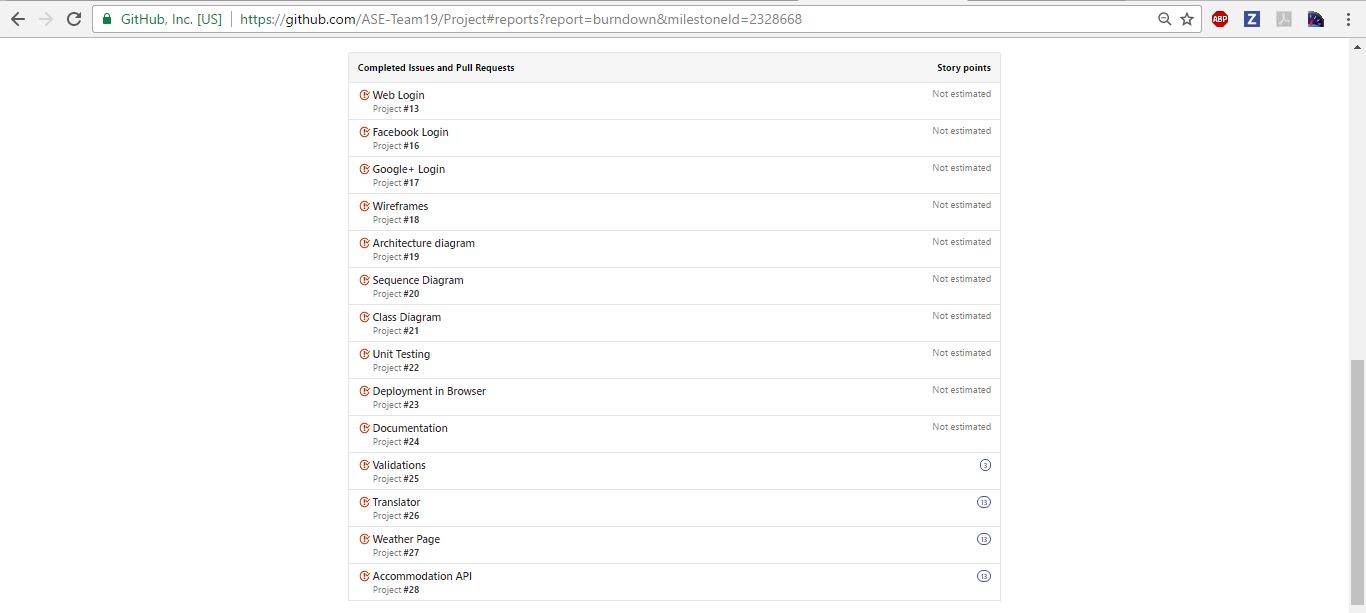 GitHub, Inc. [US] | https://github.com/ASE-Team19/Project#reports?report=burndown&milestoneId=2328668
ABP
Z
Completed Issues and Pull Requests Story points
Web Login Not estimated
Project #13
Facebook Login Not estimated
Project #16
Google+ Login Not estimated
Project #17
Wireframes Not estimated
Project #18
Architecture diagram Not estimated
Project #19
Sequence Diagram Not estimated
Project #20
Class Diagram Not estimated
Project #21
Unit Testing Not estimated
Project #22
Deployment in Browser Not estimated
Project #23
Documentation Not estimated
Project #24
Validations 3
Project #25
Translator 13
Project #26
Weather Page 13
Project #27
Accommodation API 13
Project #28